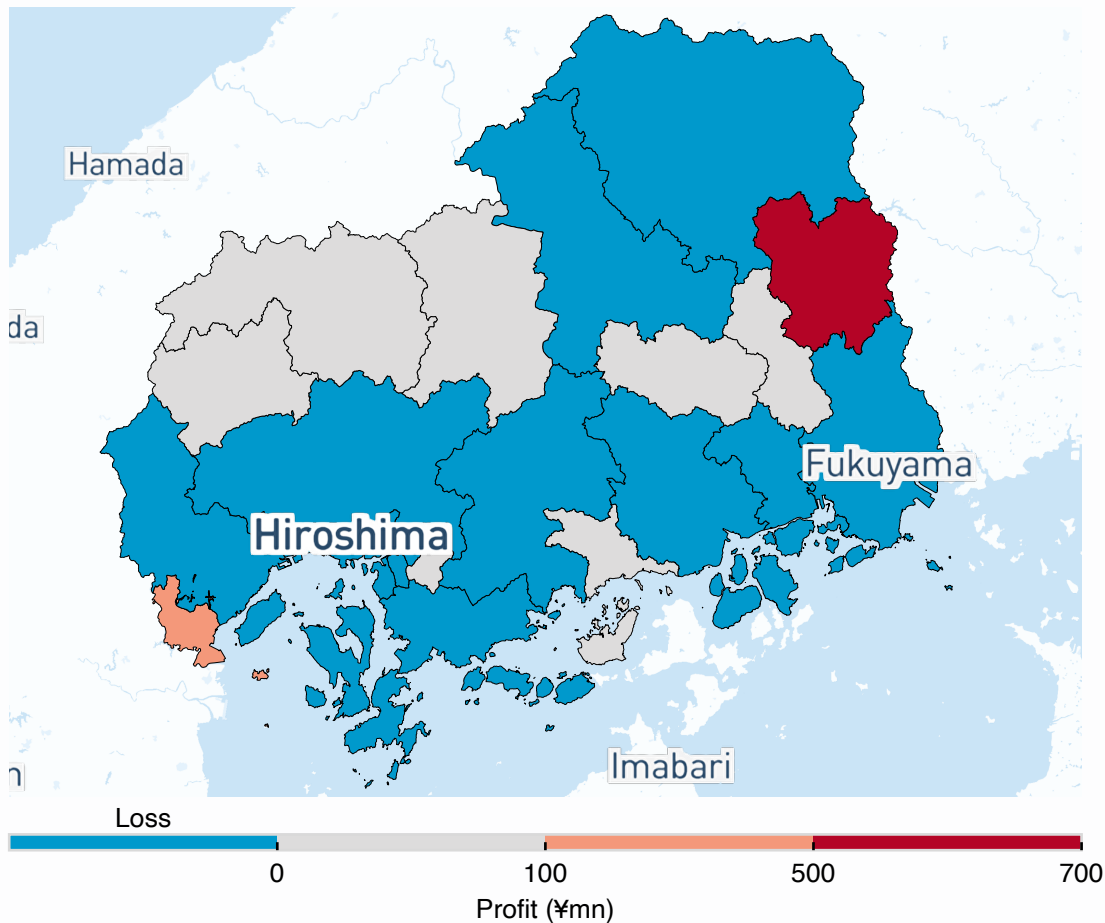 Hamada
da
Fukuyama
Hiroshima
Imabari
n
Loss
0
100
500
700
Profit (¥mn)